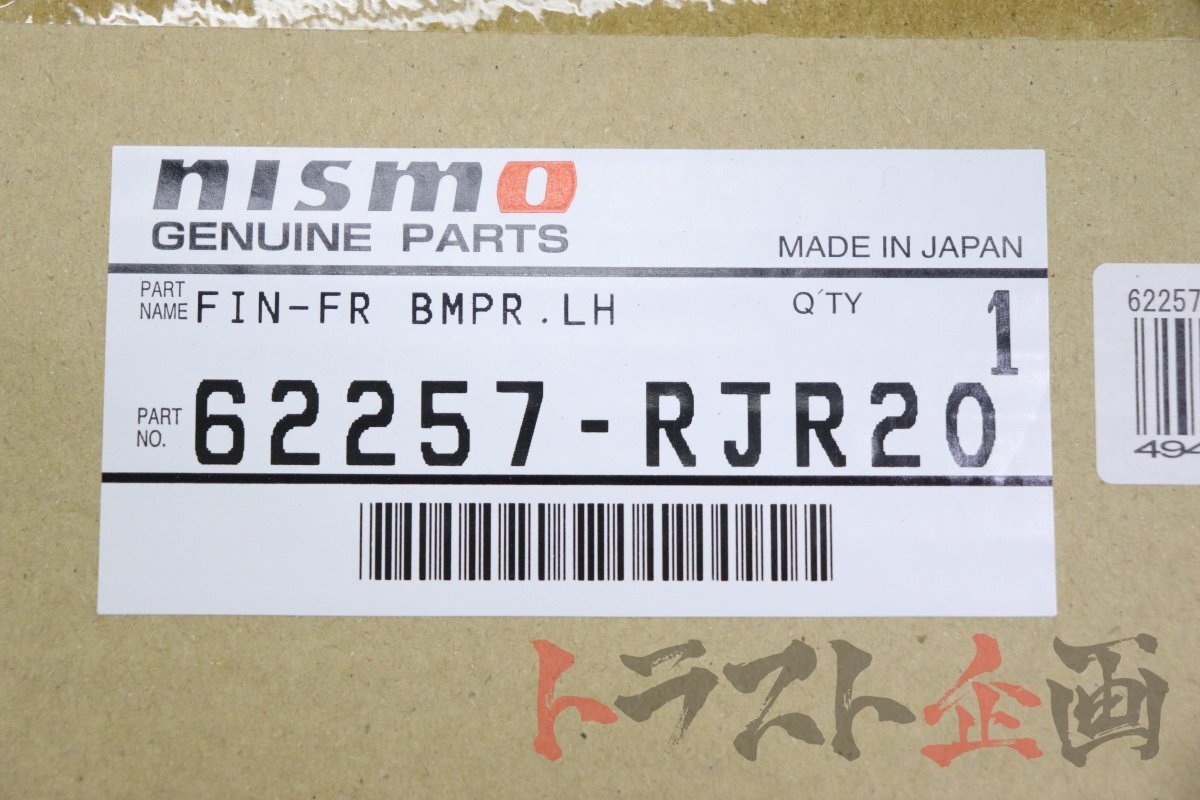 nismo
GENUINE PARTS
MADE IN JAPAN
PART NAME FIN-FR BMPR.LH
Q'TY 1
PART NO. 62257-RJR20
62257
494
トラスト企画